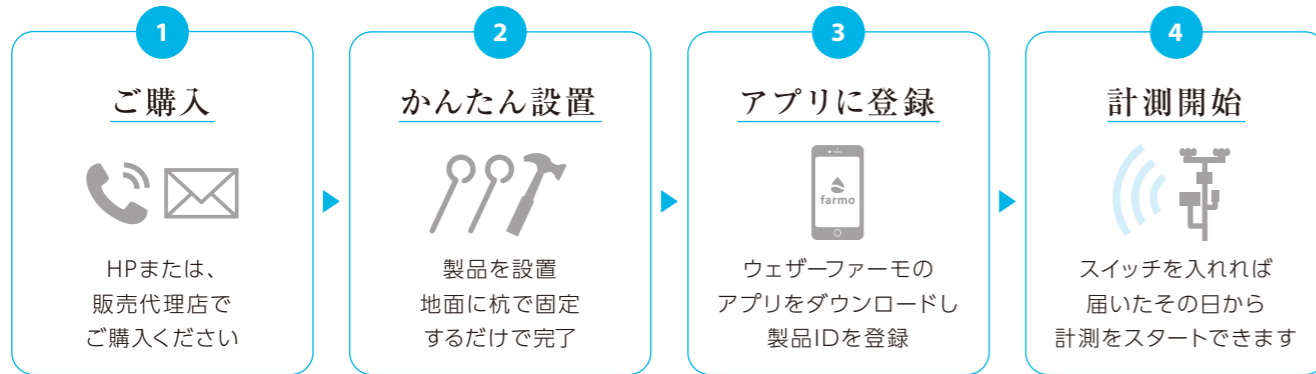 1
ご購入
HPまたは、
販売代理店で
ご購入ください
2
かんたん設置
製品を設置
地面に杭で固定
するだけで完了
3
アプリに登録
farmo
ウェザーファーモの
アプリをダウンロードし
製品IDを登録
4
計測開始
スイッチを入れれば
届いたその日から
計測をスタートできます